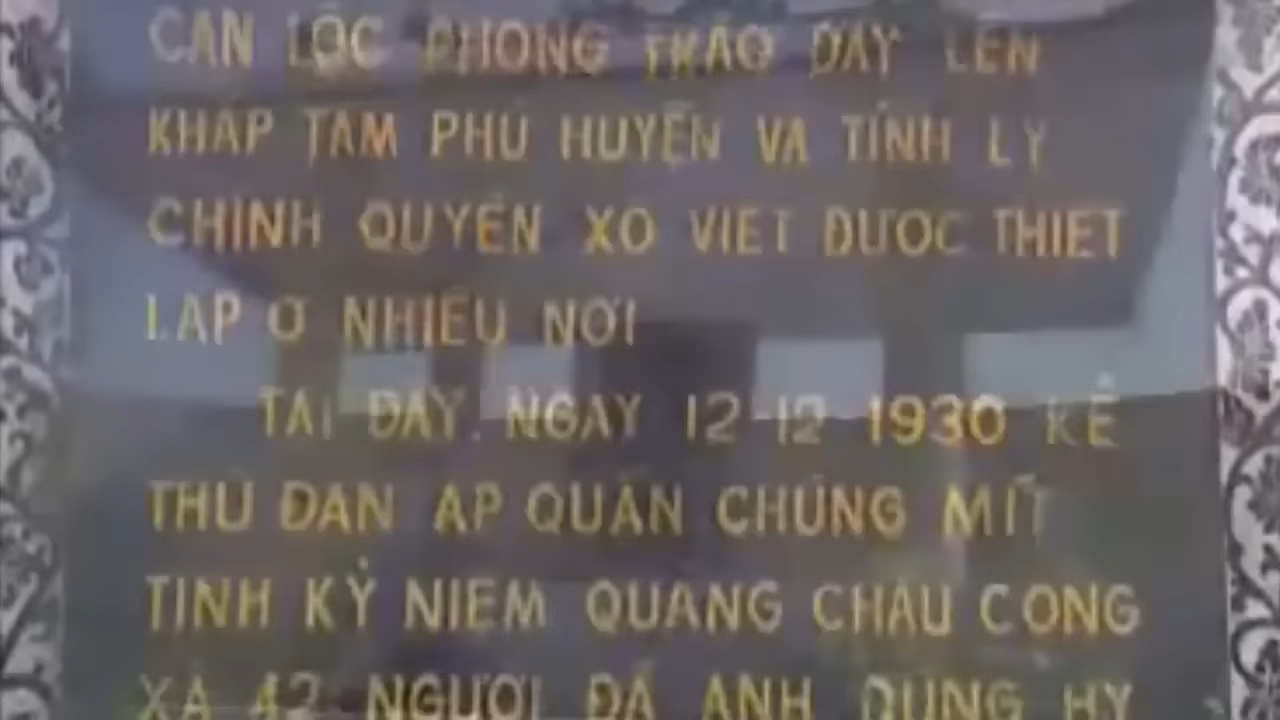 CAN LỘC PHONG TRÀO DẤY LÊN
KHẮP TÁM PHỦ HUYỆN VÀ TỈNH LỴ
CHÍNH QUYỀN XÔ VIẾT ĐƯỢC THIẾT
LẬP Ở NHIỀU NƠI
TẠI ĐÂY, NGÀY 12-12-1930 KẺ
THÙ ĐÀN ÁP QUẦN CHÚNG MÍT
TINH KỶ NIỆM QUẢNG CHÂU CÔNG
XÃ 42 NGƯỜI ĐÃ ANH DŨNG HY